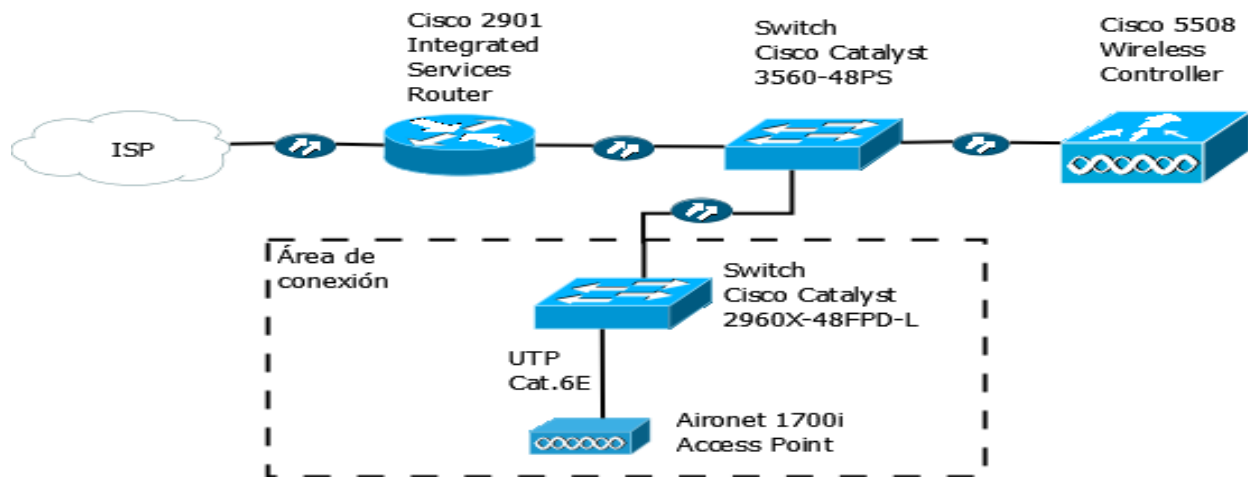 Cisco 2901
Integrated
Services
Router
Switch
Cisco Catalyst
3560-48PS
Cisco 5508
Wireless
Controller
ISP
Área de
conexión
Switch
Cisco Catalyst
2960X-48FPD-L
UTP
Cat.6E
Aironet 1700i
Access Point